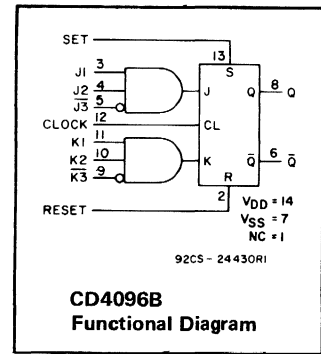 SET
13
S
J1 3
J2 4
J3̅ 5
J
Q 8 Q
CLOCK 12
CL
K1 11
K2 10
K3̅ 9
K
Q̅ 6 Q̅
R
2
RESET
VDD = 14
VSS = 7
NC = 1
92CS-24430R1
CD4096B
Functional Diagram